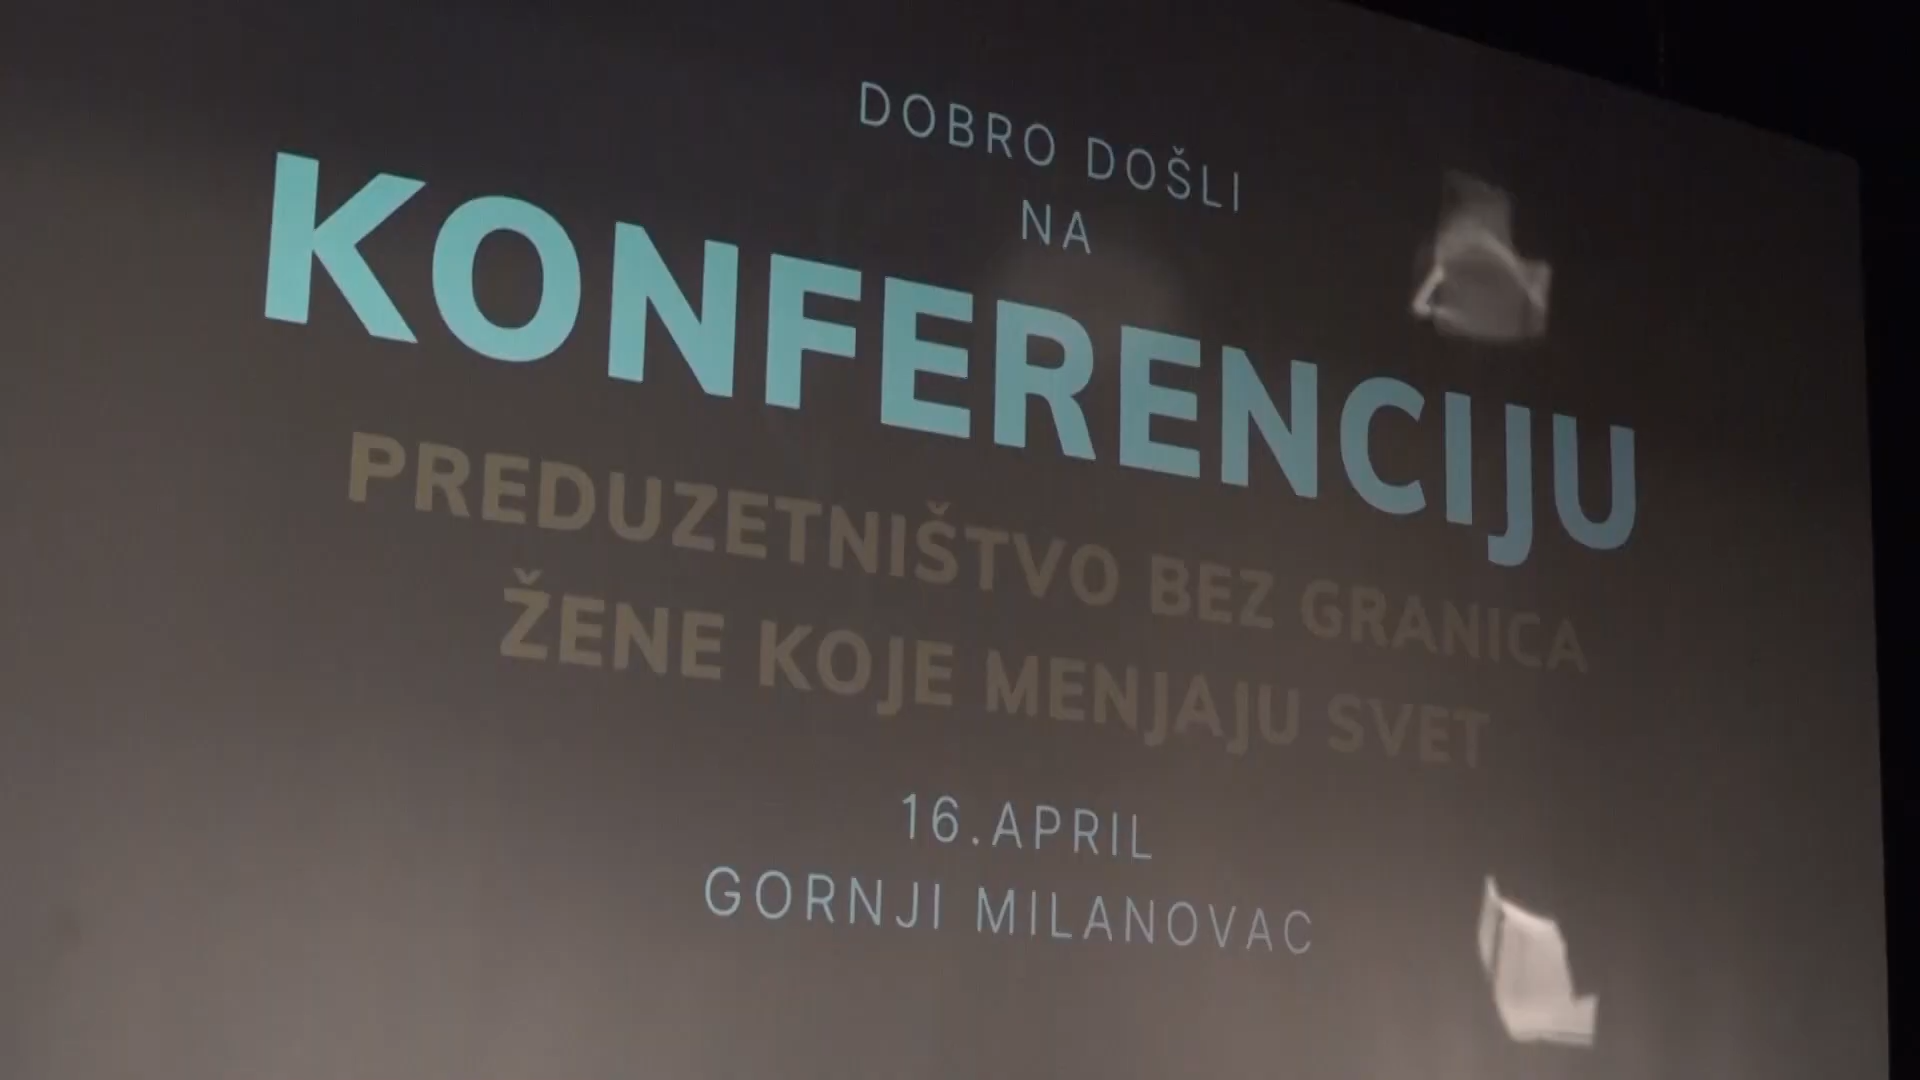 DOBRO DOŠLI
NA
KONFERENCIJU
PREDUZETNIŠTVO BEZ GRANICA
ŽENE KOJE MENJAJU SVET
16.APRIL
GORNJI MILANOVAC